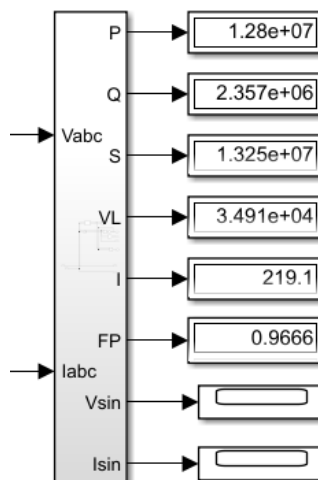 P 1.28e+07
Q 2.357e+06
Vabc
S 1.325e+07
VL 3.491e+04
I 219.1
FP 0.9666
Iabc
Vsin
Isin